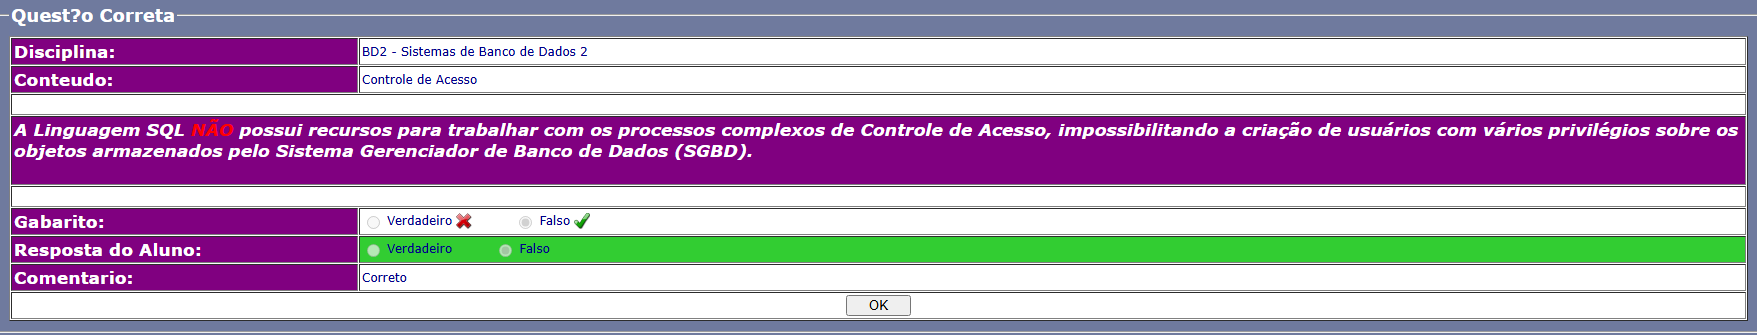 Quest?o Correta
Disciplina: BD2 - Sistemas de Banco de Dados 2
Conteudo: Controle de Acesso
A Linguagem SQL NÃO possui recursos para trabalhar com os processos complexos de Controle de Acesso, impossibilitando a criação de usuários com vários privilégios sobre os
objetos armazenados pelo Sistema Gerenciador de Banco de Dados (SGBD).
Gabarito: Verdadeiro Falso
Resposta do Aluno: Verdadeiro Falso
Comentario: Correto
OK